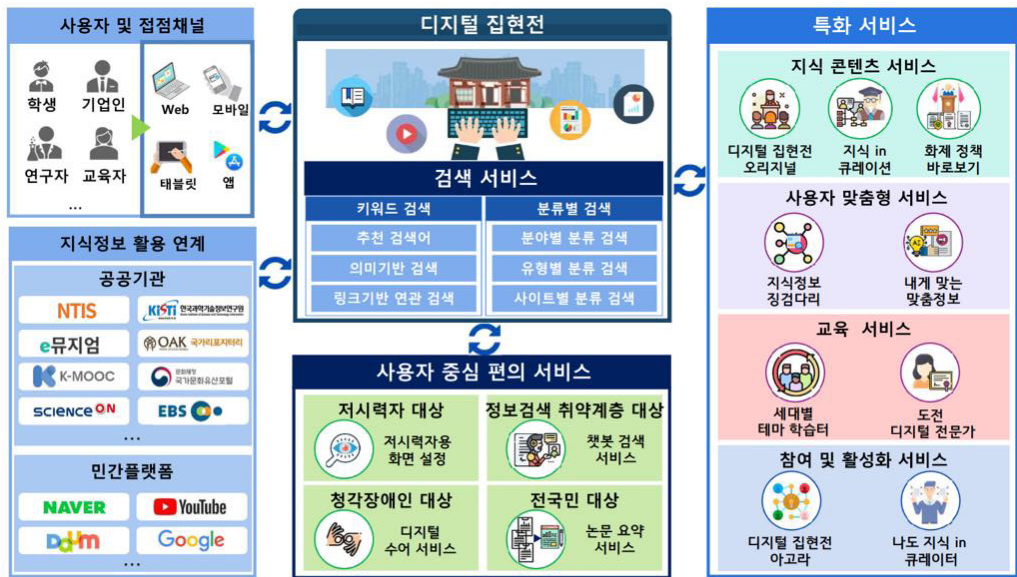 사용자 및 접점채널
학생
기업인
연구자
교육자
...
Web
모바일
태블릿
앱
지식정보 활용 연계
공공기관
NTIS
KiSTi 한국과학기술정보연구원
e뮤지엄
OAK 국가리포지터리
K-MOOC
문화재청
국가문화유산포털
SCIENCE ON
EBS
...
민간플랫폼
NAVER
YouTube
Daum
Google
디지털 집현전
검색 서비스
키워드 검색
분류별 검색
추천 검색어
분야별 분류 검색
의미기반 검색
유형별 분류 검색
링크기반 연관 검색
사이트별 분류 검색
사용자 중심 편의 서비스
저시력자 대상
저시력자용
화면 설정
정보검색 취약계층 대상
챗봇 검색
서비스
청각장애인 대상
디지털
수어 서비스
전국민 대상
논문 요약
서비스
특화 서비스
지식 콘텐츠 서비스
디지털 집현전
오리지널
지식 in
큐레이션
화제 정책
바로보기
사용자 맞춤형 서비스
지식정보
징검다리
AI
내게 맞는
맞춤정보
교육 서비스
세대별
테마 학습터
도전
디지털 전문가
참여 및 활성화 서비스
디지털 집현전
아고라
나도 지식 in
큐레이터